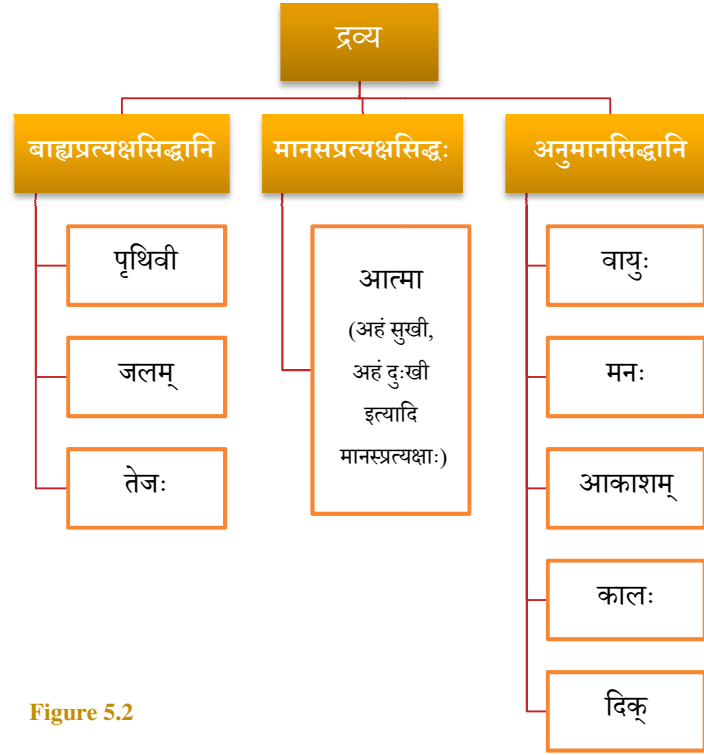 द्रव्य
बाह्यप्रत्यक्षसिद्धानि
पृथिवी
जलम्
तेजः
मानसप्रत्यक्षसिद्धः
आत्मा
(अहं सुखी,
अहं दुःखी
इत्यादि
मानस्प्रत्यक्षाः)
अनुमानसिद्धानि
वायुः
मनः
आकाशम्
कालः
दिक्
Figure 5.2